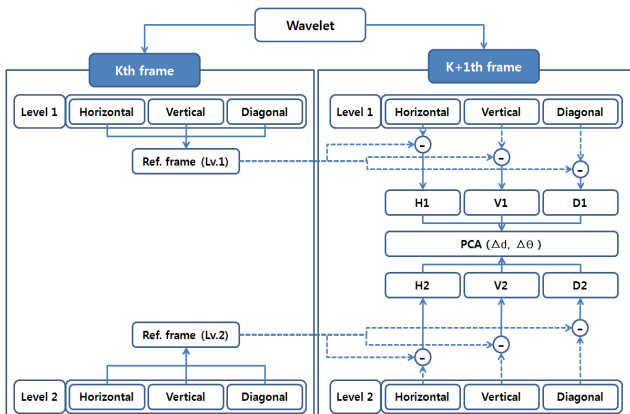 Wavelet
Kth frame
K+1th frame
Level 1 Horizontal Vertical Diagonal
Level 1 Horizontal Vertical Diagonal
Ref. frame (Lv.1)
-
-
-
H1 V1 D1
PCA (Δd, Δθ )
H2 V2 D2
Ref. frame (Lv.2)
-
-
-
Level 2 Horizontal Vertical Diagonal
Level 2 Horizontal Vertical Diagonal